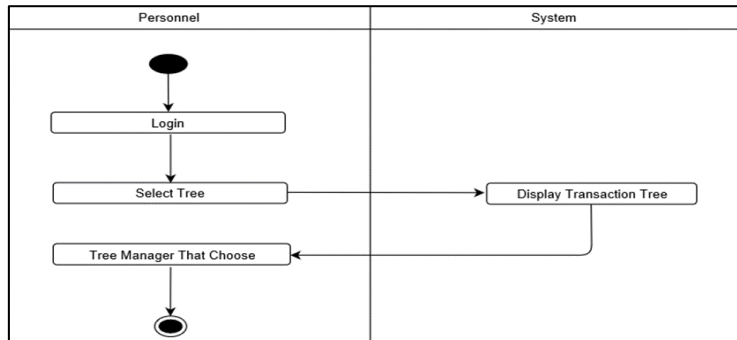 Personnel
System
Login
Select Tree
Display Transaction Tree
Tree Manager That Choose